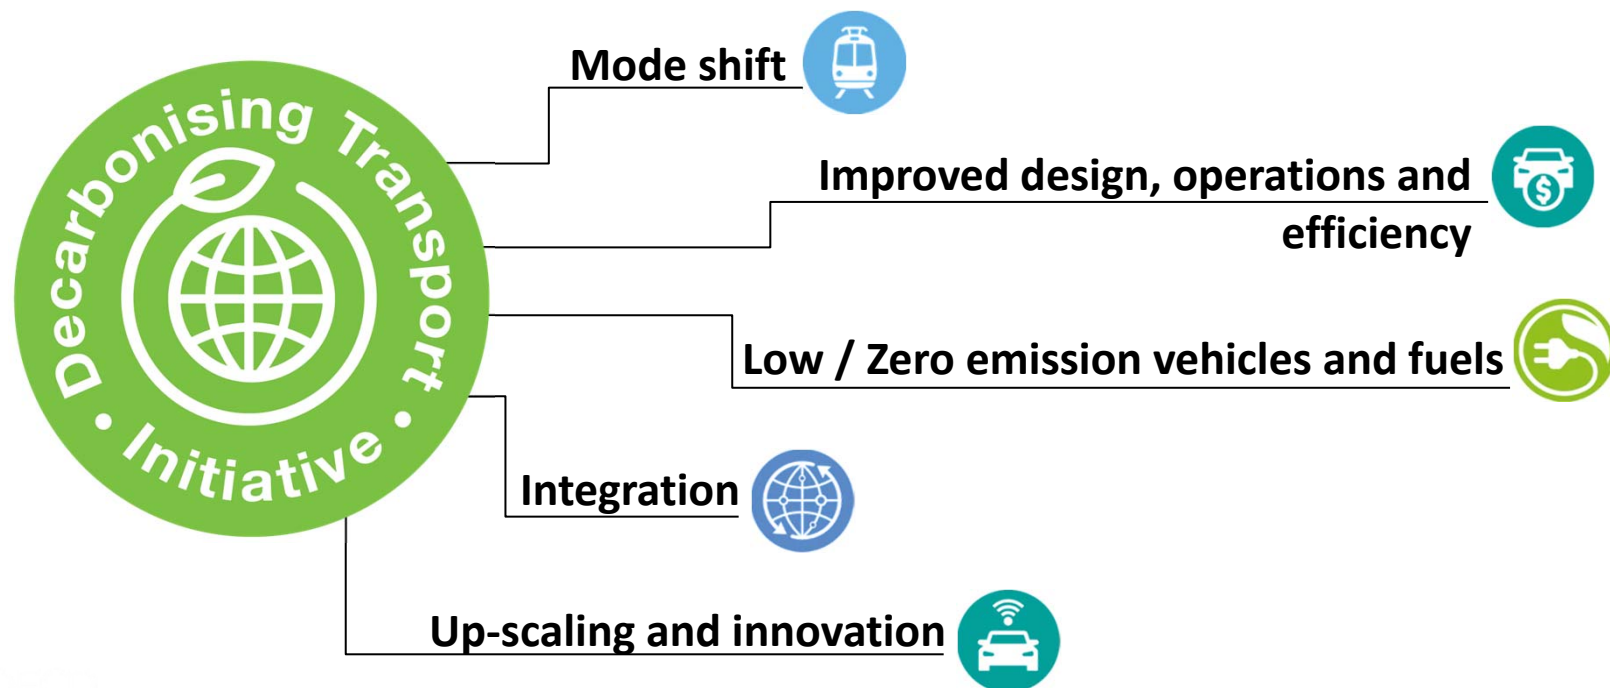 Decarbonising Transport
• Initiative •
Mode shift
Improved design, operations and
efficiency
$
Low / Zero emission vehicles and fuels
Integration
Up-scaling and innovation